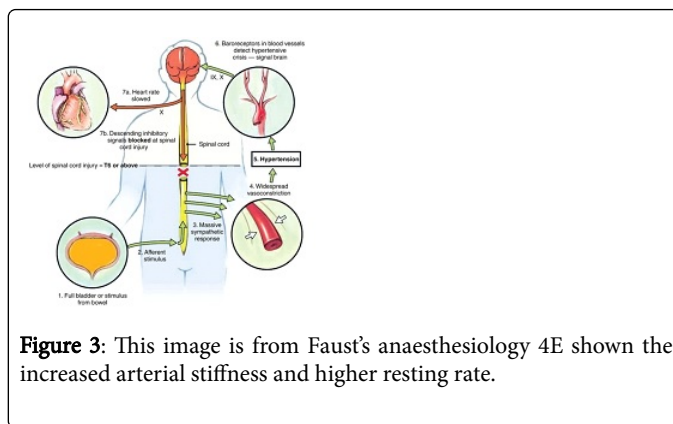 6. Baroreceptors in blood vessels
detect hypertensive
crisis — signal brain
IX, X
7a. Heart rate
slowed
X
7b. Descending inhibitory
signals blocked at spinal
cord injury
Spinal cord
5. Hypertension
Level of spinal cord injury = T6 or above
4. Widespread
vasoconstriction
3. Massive
sympathetic
response
2. Afferent
stimulus
1. Full bladder or stimulus
from bowel
Figure 3: This image is from Faust’s anaesthesiology 4E shown the
increased arterial stiffness and higher resting rate.